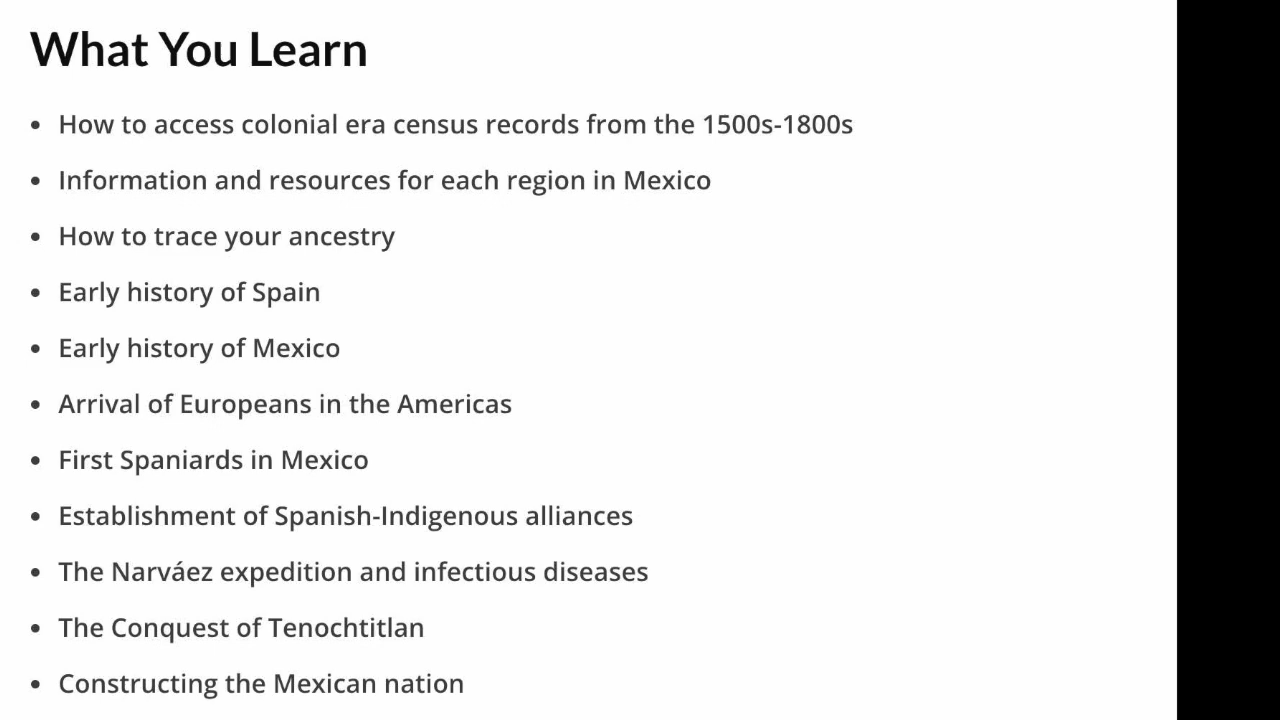 What You Learn
• How to access colonial era census records from the 1500s-1800s
• Information and resources for each region in Mexico
• How to trace your ancestry
• Early history of Spain
• Early history of Mexico
• Arrival of Europeans in the Americas
• First Spaniards in Mexico
• Establishment of Spanish-Indigenous alliances
• The Narváez expedition and infectious diseases
• The Conquest of Tenochtitlan
• Constructing the Mexican nation